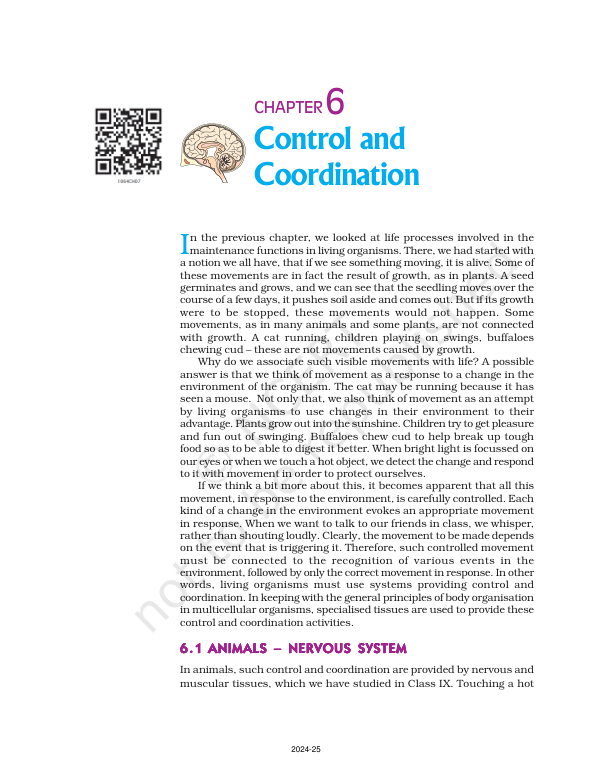 CHAPTER 6
Control and
Coordination
1064CH07
In the previous chapter, we looked at life processes involved in the
maintenance functions in living organisms. There, we had started with
a notion we all have, that if we see something moving, it is alive. Some of
these movements are in fact the result of growth, as in plants. A seed
germinates and grows, and we can see that the seedling moves over the
course of a few days, it pushes soil aside and comes out. But if its growth
were to be stopped, these movements would not happen. Some
movements, as in many animals and some plants, are not connected
with growth. A cat running, children playing on swings, buffaloes
chewing cud – these are not movements caused by growth.
Why do we associate such visible movements with life? A possible
answer is that we think of movement as a response to a change in the
environment of the organism. The cat may be running because it has
seen a mouse. Not only that, we also think of movement as an attempt
by living organisms to use changes in their environment to their
advantage. Plants grow out into the sunshine. Children try to get pleasure
and fun out of swinging. Buffaloes chew cud to help break up tough
food so as to be able to digest it better. When bright light is focussed on
our eyes or when we touch a hot object, we detect the change and respond
to it with movement in order to protect ourselves.
If we think a bit more about this, it becomes apparent that all this
movement, in response to the environment, is carefully controlled. Each
kind of a change in the environment evokes an appropriate movement
in response. When we want to talk to our friends in class, we whisper,
rather than shouting loudly. Clearly, the movement to be made depends
on the event that is triggering it. Therefore, such controlled movement
must be connected to the recognition of various events in the
environment, followed by only the correct movement in response. In other
words, living organisms must use systems providing control and
coordination. In keeping with the general principles of body organisation
in multicellular organisms, specialised tissues are used to provide these
control and coordination activities.
6.1 ANIMALS – NERVOUS SYSTEM
In animals, such control and coordination are provided by nervous and
muscular tissues, which we have studied in Class IX. Touching a hot
2024-25